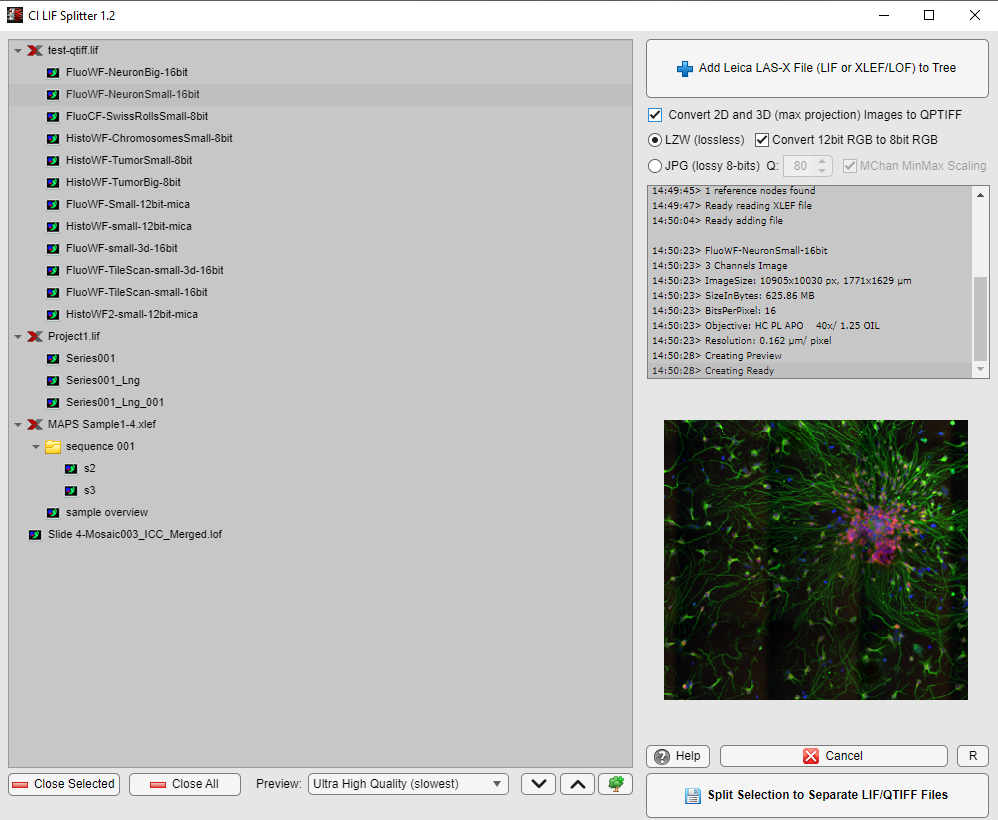 CI LIF Splitter 1.2
test-qtiff.lif
FluoWF-NeuronBig-16bit
FluoWF-NeuronSmall-16bit
FluoCF-SwissRollsSmall-8bit
HistoWF-ChromosomesSmall-8bit
HistoWF-TumorSmall-8bit
HistoWF-TumorBig-8bit
FluoWF-Small-12bit-mica
HistoWF-small-12bit-mica
FluoWF-small-3d-16bit
FluoWF-TileScan-small-3d-16bit
FluoWF-TileScan-small-16bit
HistoWF2-small-12bit-mica
Project1.lif
Series001
Series001_Lng
Series001_Lng_001
MAPS Sample1-4.xlef
sequence 001
s2
s3
sample overview
Slide 4-Mosaic003_ICC_Merged.lof
Close Selected
Close All
Preview:
Ultra High Quality (slowest)
Add Leica LAS-X File (LIF or XLEF/LOF) to Tree
Convert 2D and 3D (max projection) Images to QPTIFF
LZW (lossless) Convert 12bit RGB to 8bit RGB
JPG (lossy 8-bits) Q: 80 MChan MinMax Scaling
14:49:45> 1 reference nodes found
14:49:47> Ready reading XLEF file
14:50:04> Ready adding file
14:50:23> FluoWF-NeuronSmall-16bit
14:50:23> 3 Channels Image
14:50:23> ImageSize: 10905x10030 px, 1771x1629 µm
14:50:23> SizeInBytes: 625.86 MB
14:50:23> BitsPerPixel: 16
14:50:23> Objective: HC PL APO 40x/ 1.25 OIL
14:50:23> Resolution: 0.162 µm/ pixel
14:50:28> Creating Preview
14:50:28> Creating Ready
Help
Cancel
R
Split Selection to Separate LIF/QTIFF Files